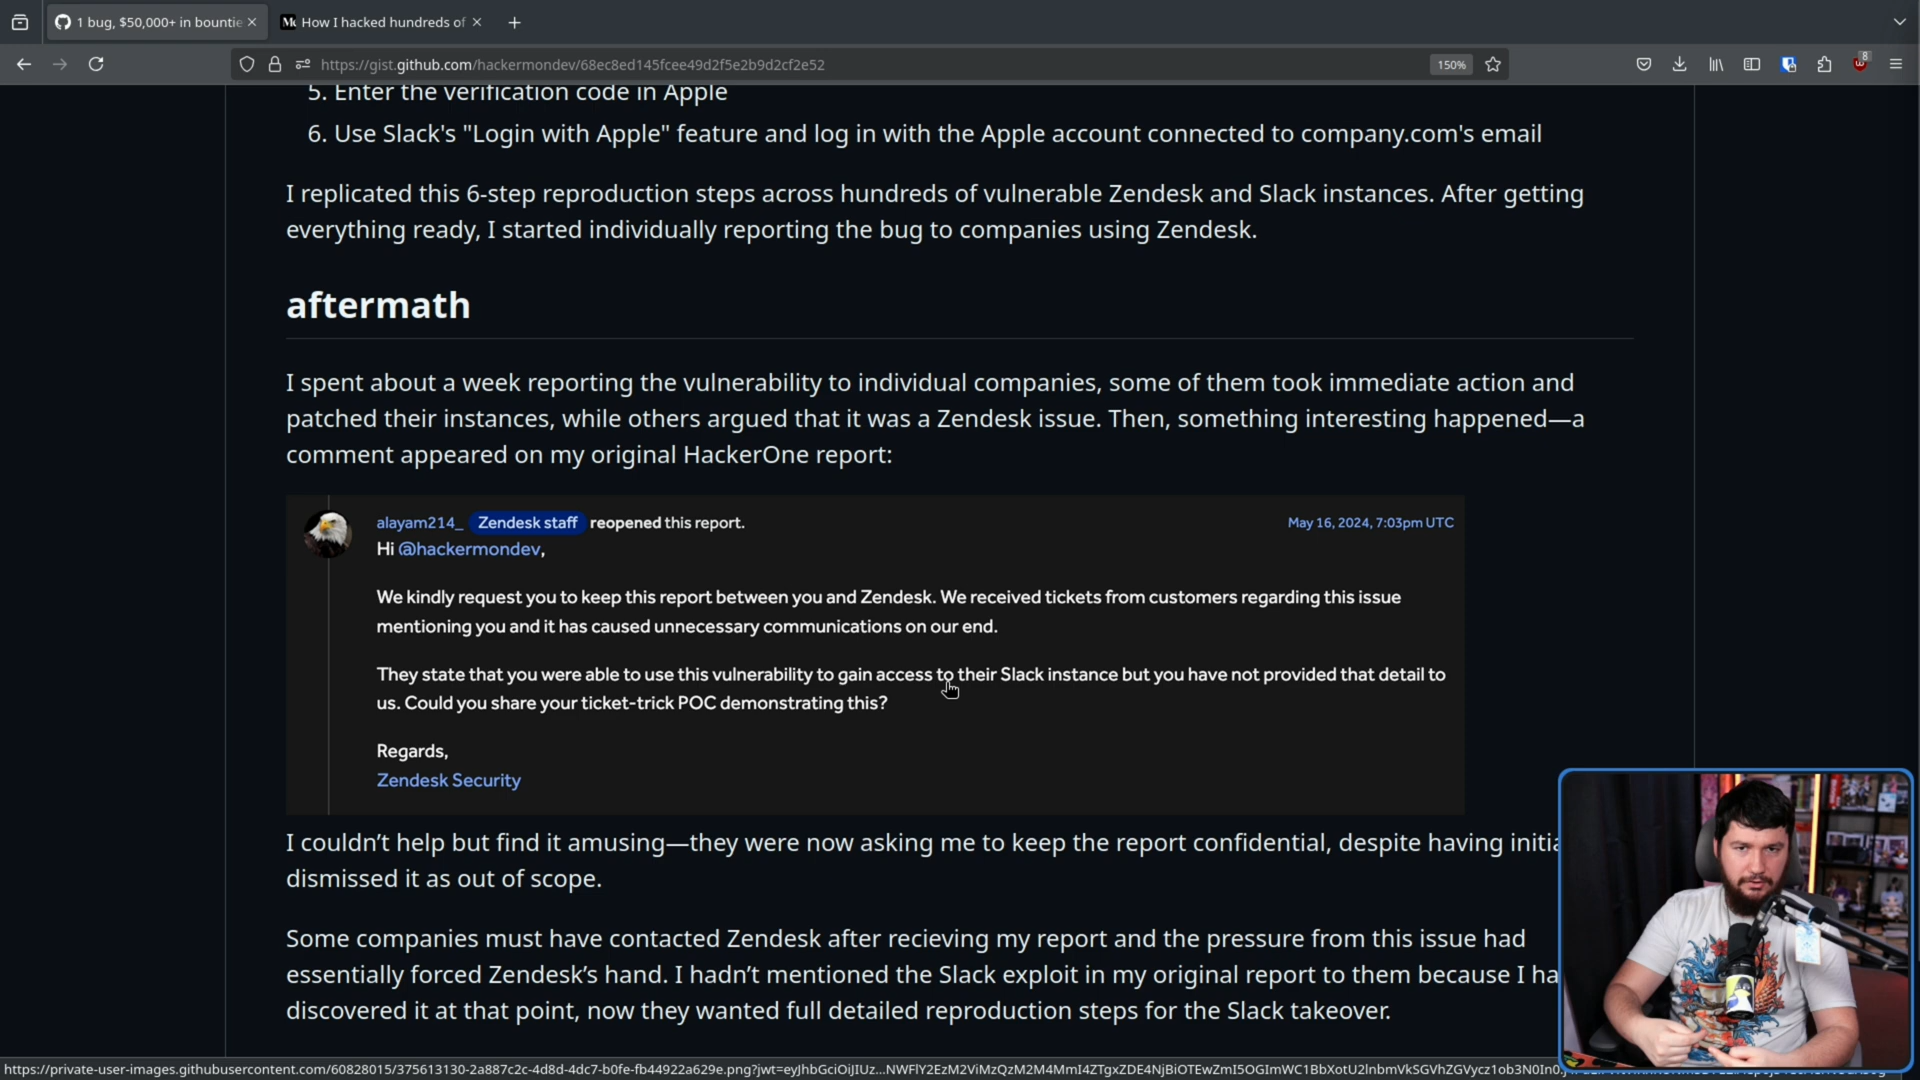 1 bug, $50,000+ in bountie
How I hacked hundreds of
https://gist.github.com/hackermondev/68ec8ed145fcee49d2f5e2b9d2cf2e52
150%
8
5. Enter the verification code in Apple
6. Use Slack's "Login with Apple" feature and log in with the Apple account connected to company.com's email
I replicated this 6-step reproduction steps across hundreds of vulnerable Zendesk and Slack instances. After getting
everything ready, I started individually reporting the bug to companies using Zendesk.
aftermath
I spent about a week reporting the vulnerability to individual companies, some of them took immediate action and
patched their instances, while others argued that it was a Zendesk issue. Then, something interesting happened—a
comment appeared on my original HackerOne report:
alayam214_ Zendesk staff reopened this report. May 16, 2024, 7:03pm UTC
Hi @hackermondev,
We kindly request you to keep this report between you and Zendesk. We received tickets from customers regarding this issue
mentioning you and it has caused unnecessary communications on our end.
They state that you were able to use this vulnerability to gain access to their Slack instance but you have not provided that detail to
us. Could you share your ticket-trick POC demonstrating this?
Regards,
Zendesk Security
I couldn't help but find it amusing—they were now asking me to keep the report confidential, despite having initia
dismissed it as out of scope.
Some companies must have contacted Zendesk after recieving my report and the pressure from this issue had
essentially forced Zendesk's hand. I hadn't mentioned the Slack exploit in my original report to them because I ha
discovered it at that point, now they wanted full detailed reproduction steps for the Slack takeover.